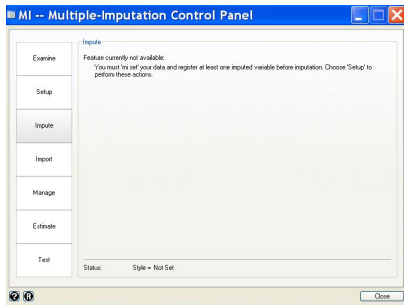 MI -- Multiple-Imputation Control Panel
Examine
Setup
Impute
Import
Manage
Estimate
Test
Impute
Feature currently not available:
You must 'mi set' your data and register at least one imputed variable before imputation. Choose 'Setup' to
perform these actions.
Status: Style = Not Set
Close